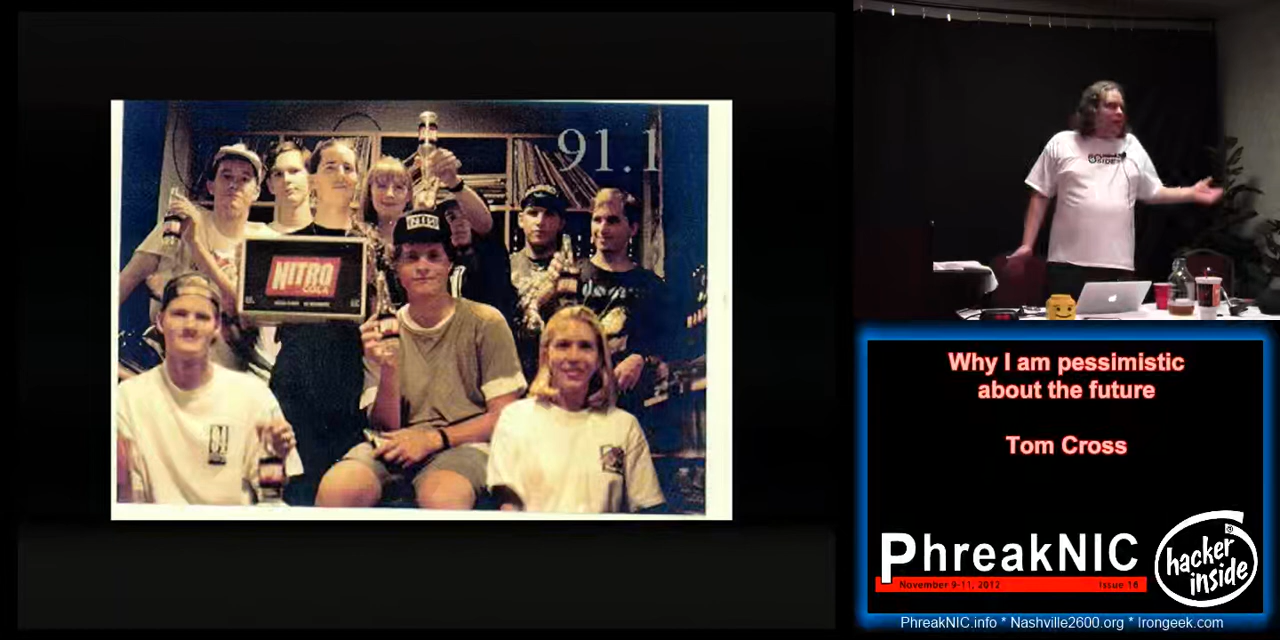 91.1
NITRO
Why I am pessimistic
about the future
Tom Cross
PhreakNIC
November 9-11, 2012
Issue 16
hacker
inside
PhreakNIC.info * Nashville2600.org * Irongeek.com